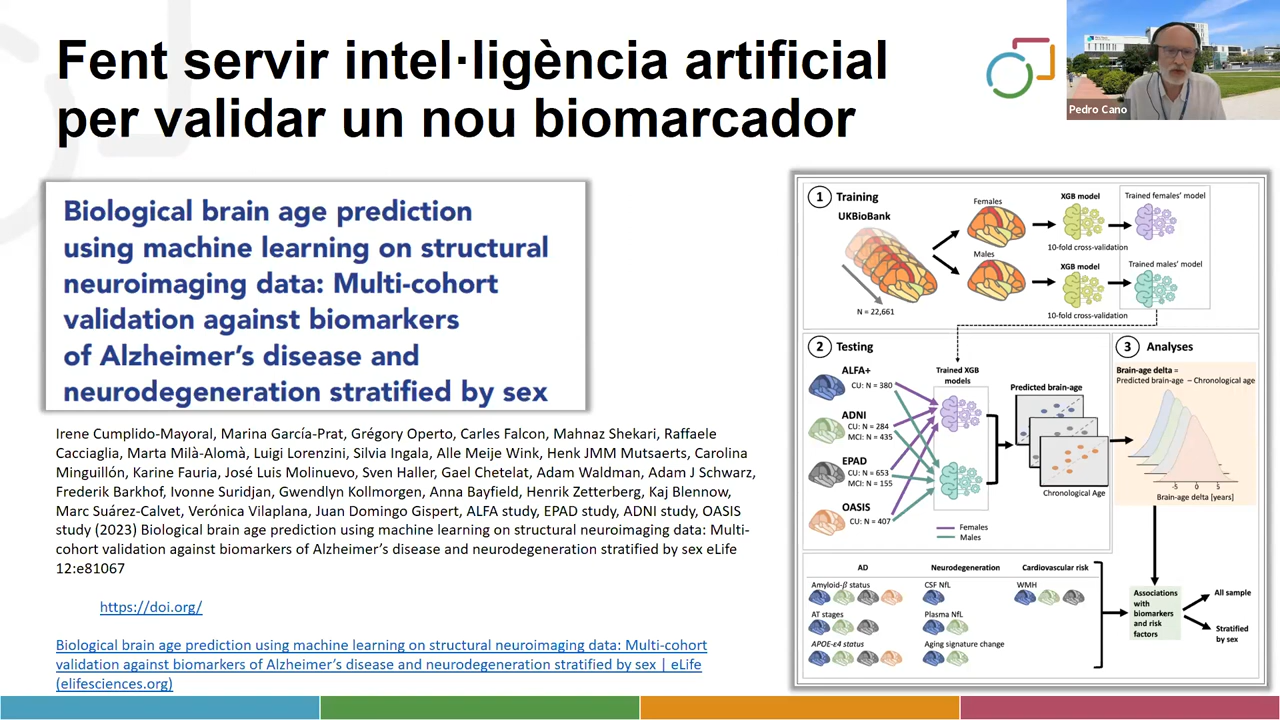 Fent servir intel·ligència artificial
per validar un nou biomarcador
Pedro Cano
Biological brain age prediction
using machine learning on structural
neuroimaging data: Multi-cohort
validation against biomarkers
of Alzheimer's disease and
neurodegeneration stratified by sex
Irene Cumplido-Mayoral, Marina García-Prat, Grégory Operto, Carles Falcon, Mahnaz Shekari, Raffaele
Cacciaglia, Marta Milà-Alomà, Luigi Lorenzini, Silvia Ingala, Alle Meije Wink, Henk JMM Mutsaerts, Carolina
Minguillón, Karine Fauria, José Luis Molinuevo, Sven Haller, Gael Chetelat, Adam Waldman, Adam J Schwarz,
Frederik Barkhof, Ivonne Suridjan, Gwendlyn Kollmorgen, Anna Bayfield, Henrik Zetterberg, Kaj Blennow,
Marc Suárez-Calvet, Verónica Vilaplana, Juan Domingo Gispert, ALFA study, EPAD study, ADNI study, OASIS
study (2023) Biological brain age prediction using machine learning on structural neuroimaging data: Multi-
cohort validation against biomarkers of Alzheimer's disease and neurodegeneration stratified by sex eLife
12:e81067
https://doi.org/
Biological brain age prediction using machine learning on structural neuroimaging data: Multi-cohort
validation against biomarkers of Alzheimer's disease and neurodegeneration stratified by sex | eLife
(elifesciences.org)
1 Training
UKBioBank
N = 22,661
Females
Males
XGB model
10-fold cross-validation
XGB model
10-fold cross-validation
Trained females' model
Trained males' model
2 Testing
ALFA+
CU: N = 380
ADNI
CU: N = 284
MCI: N = 435
EPAD
CU: N = 653
MCI: N = 155
OASIS
CU: N = 407
Trained XGB
models
Females
Males
Predicted brain-age
Chronological Age
3 Analyses
Brain-age delta =
Predicted brain-age – Chronological age
-5 0 5
Brain-age delta [years]
AD
Amyloid-β status
AT stages
APOE-ε4 status
Neurodegeneration
CSF NfL
Plasma NfL
Aging signature change
Cardiovascular risk
WMH
Associations
with
biomarkers
and risk
factors
All sample
Stratified
by sex